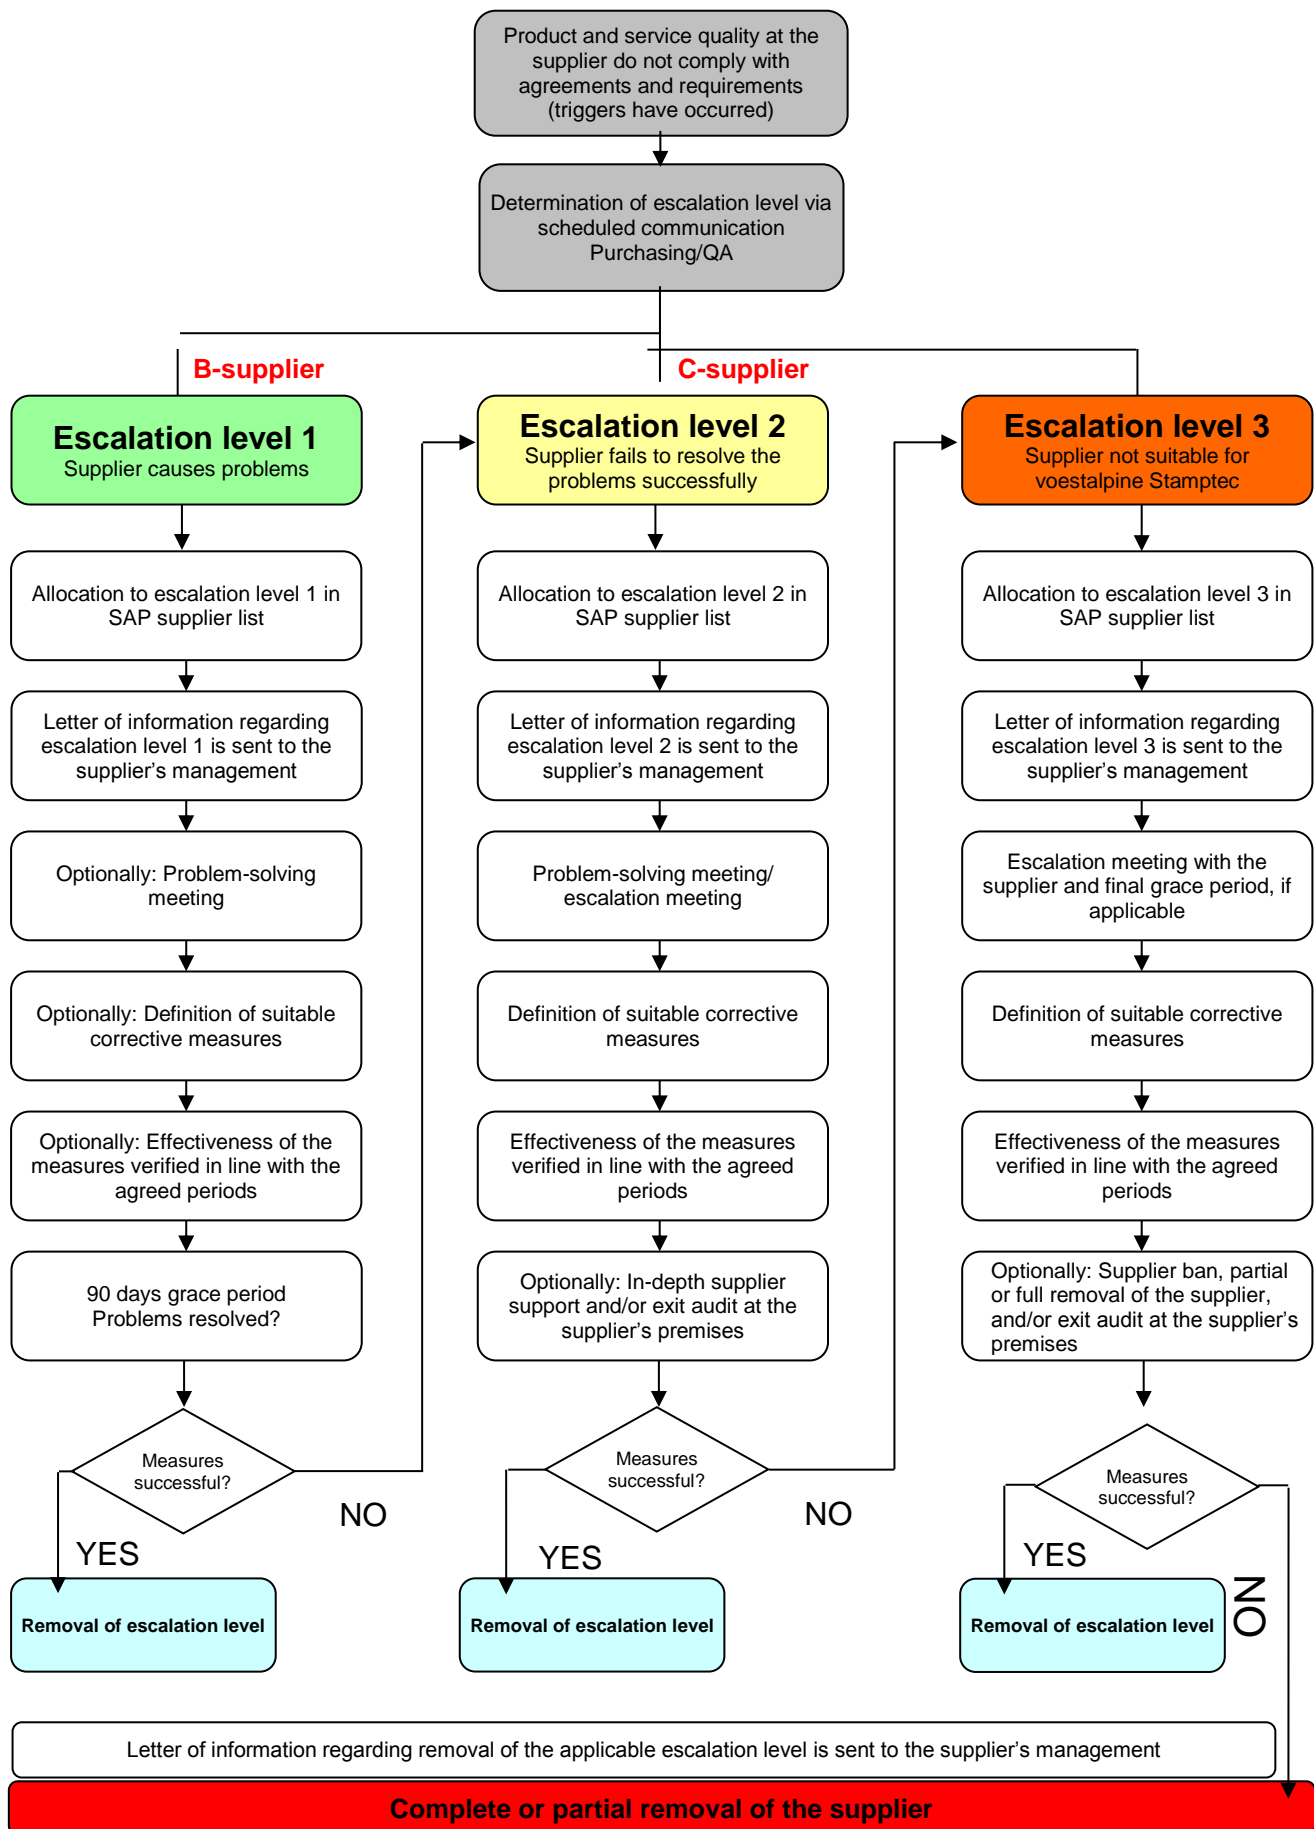 Product and service quality at the
supplier do not comply with
agreements and requirements
(triggers have occurred)
Determination of escalation level via
scheduled communication
Purchasing/QA
B-supplier
C-supplier
Escalation level 1
Supplier causes problems
Allocation to escalation level 1 in
SAP supplier list
Letter of information regarding
escalation level 1 is sent to the
supplier’s management
Optionally: Problem-solving
meeting
Optionally: Definition of suitable
corrective measures
Optionally: Effectiveness of the
measures verified in line with the
agreed periods
90 days grace period
Problems resolved?
Measures
successful?
NO
YES
Removal of escalation level
Escalation level 2
Supplier fails to resolve the
problems successfully
Allocation to escalation level 2 in
SAP supplier list
Letter of information regarding
escalation level 2 is sent to the
supplier’s management
Problem-solving meeting/
escalation meeting
Definition of suitable corrective
measures
Effectiveness of the measures
verified in line with the agreed
periods
Optionally: In-depth supplier
support and/or exit audit at the
supplier’s premises
Measures
successful?
NO
YES
Removal of escalation level
Escalation level 3
Supplier not suitable for
voestalpine Stamptec
Allocation to escalation level 3 in
SAP supplier list
Letter of information regarding
escalation level 3 is sent to the
supplier’s management
Escalation meeting with the
supplier and final grace period, if
applicable
Definition of suitable corrective
measures
Effectiveness of the measures
verified in line with the agreed
periods
Optionally: Supplier ban, partial
or full removal of the supplier,
and/or exit audit at the supplier’s
premises
Measures
successful?
YES
NO
Removal of escalation level
Letter of information regarding removal of the applicable escalation level is sent to the supplier’s management
Complete or partial removal of the supplier